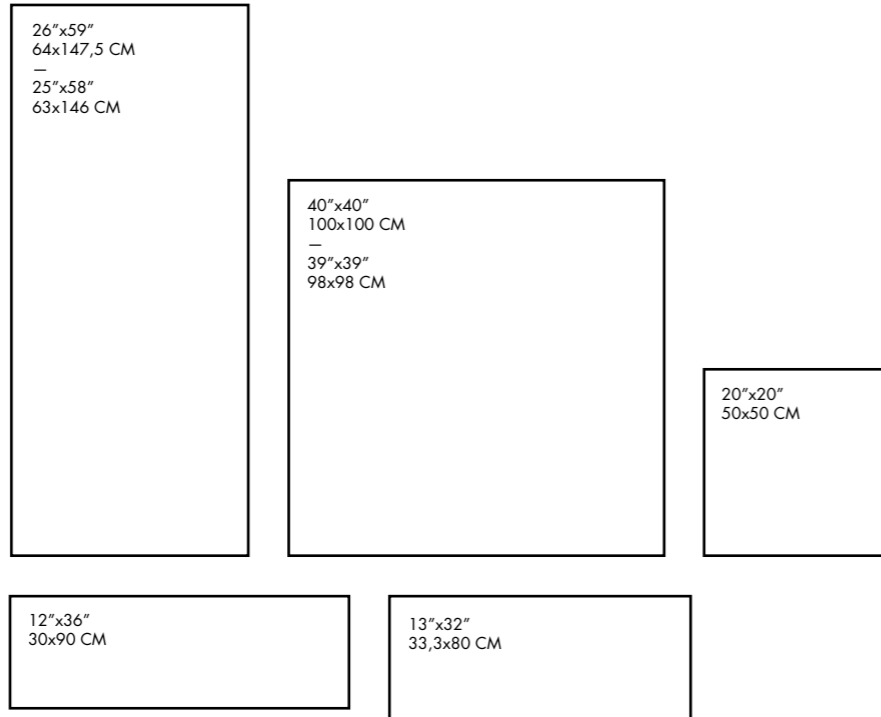 26″x59″
64x147,5 CM
—
25″x58″
63x146 CM
40″x40″
100x100 CM
—
39″x39″
98x98 CM
20″x20″
50x50 CM
12″x36″
30x90 CM
13″x32″
33,3x80 CM